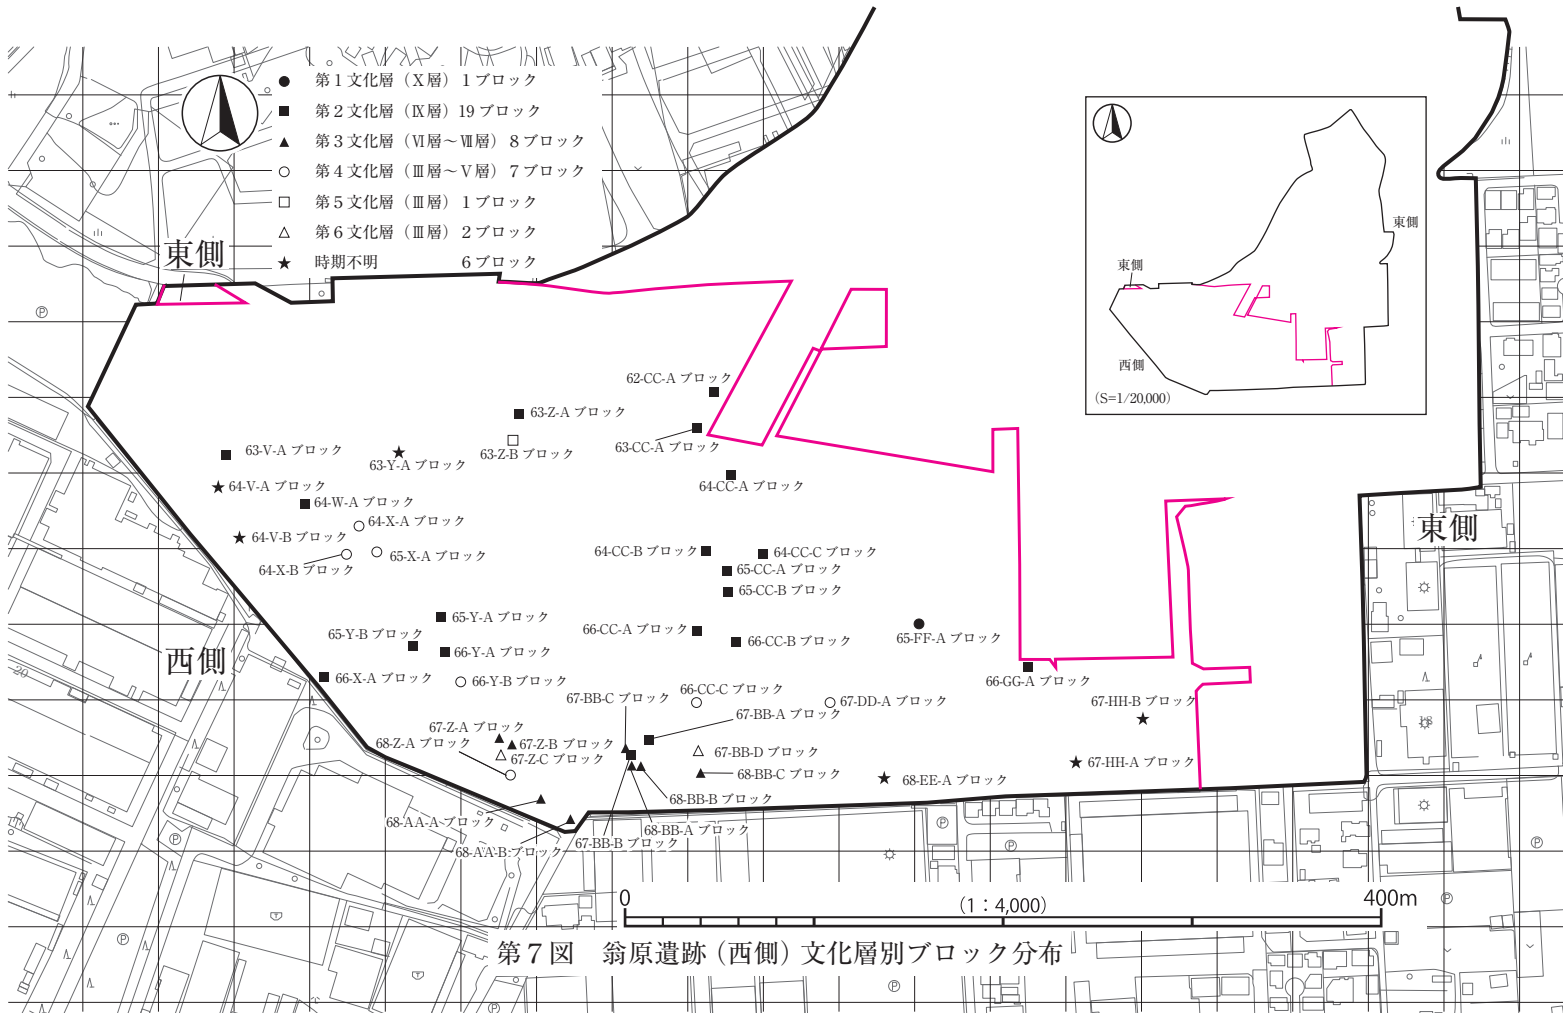 第1文化層（Ⅹ層）1ブロック
第2文化層（Ⅸ層）19ブロック
第3文化層（Ⅵ層～Ⅶ層）8ブロック
第4文化層（Ⅲ層～Ⅴ層）7ブロック
第5文化層（Ⅲ層）1ブロック
第6文化層（Ⅲ層）2ブロック
時期不明 6ブロック
東側
東側
東側
西側
(S=1/20,000)
62-CC-A ブロック
63-Z-A ブロック
63-CC-A ブロック
63-Z-B ブロック
63-V-A ブロック
63-Y-A ブロック
64-V-A ブロック
64-CC-A ブロック
64-W-A ブロック
64-X-A ブロック
64-V-B ブロック
65-X-A ブロック
64-X-B ブロック
64-CC-B ブロック
64-CC-C ブロック
65-CC-A ブロック
65-CC-B ブロック
東側
65-Y-A ブロック
65-Y-B ブロック
66-CC-A ブロック
66-CC-B ブロック
65-FF-A ブロック
66-Y-A ブロック
西側
20
66-X-A ブロック
66-Y-B ブロック
66-GG-A ブロック
66-CC-C ブロック
67-BB-C ブロック
67-DD-A ブロック
67-HH-B ブロック
67-BB-A ブロック
67-Z-A ブロック
68-Z-A ブロック
67-Z-B ブロック
67-Z-C ブロック
67-BB-D ブロック
67-HH-A ブロック
68-BB-C ブロック
68-EE-A ブロック
68-BB-B ブロック
68-AA-A ブロック
68-BB-A ブロック
67-BB-B ブロック
68-AA-B ブロック
0 (1：4,000) 400m
第7図 翁原遺跡（西側）文化層別ブロック分布